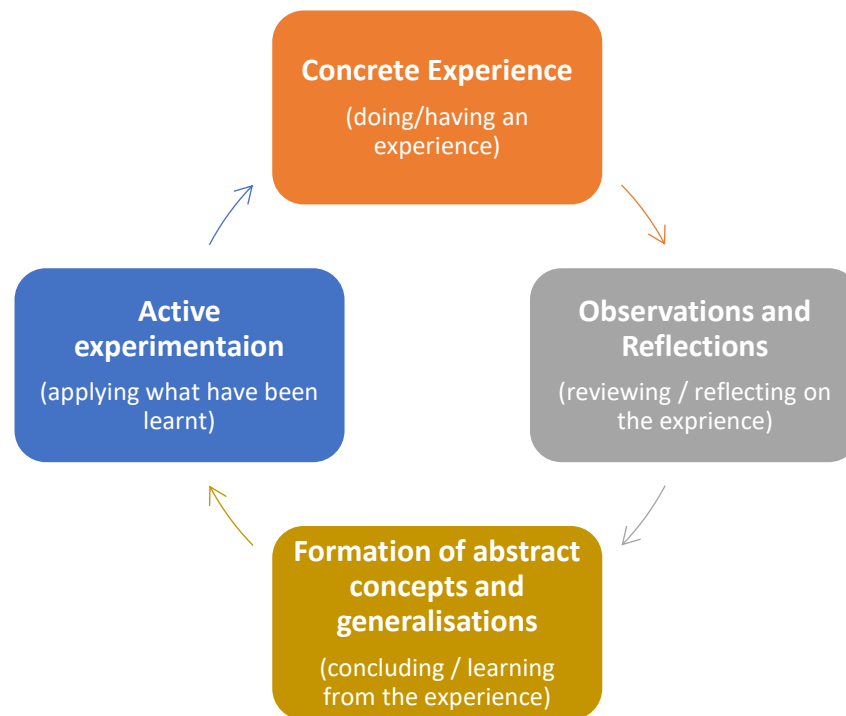 Concrete Experience
(doing/having an
experience)
Observations and
Reflections
(reviewing / reflecting on
the exprience)
Formation of abstract
concepts and
generalisations
(concluding / learning
from the experience)
Active
experimentaion
(applying what have been
learnt)